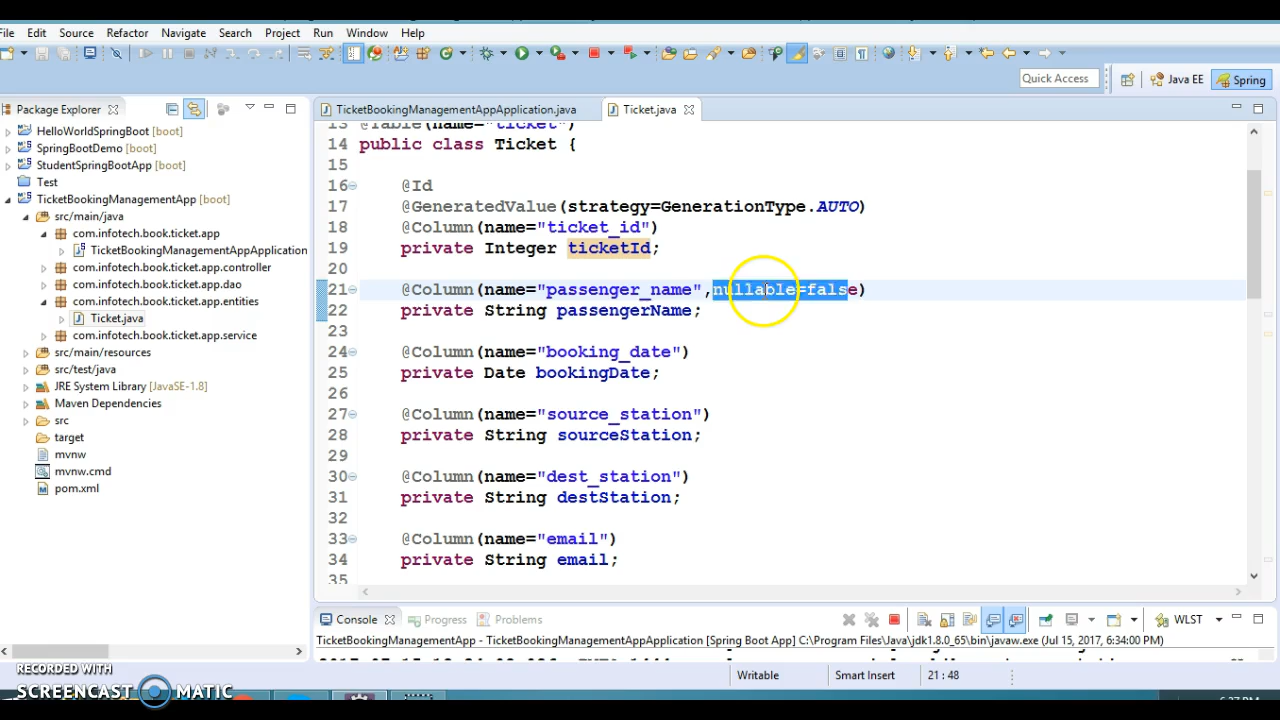 File Edit Source Refactor Navigate Search Project Run Window Help
Quick Access Java EE Spring
Package Explorer
HelloWorldSpringBoot [boot]
SpringBootDemo [boot]
StudentSpringBootApp [boot]
Test
TicketBookingManagementApp [boot]
src/main/java
com.infotech.book.ticket.app
TicketBookingManagementAppApplication
com.infotech.book.ticket.app.controller
com.infotech.book.ticket.app.dao
com.infotech.book.ticket.app.entities
Ticket.java
com.infotech.book.ticket.app.service
src/main/resources
src/test/java
JRE System Library [JavaSE-1.8]
Maven Dependencies
src
target
mvnw
mvnw.cmd
pom.xml
TicketBookingManagementAppApplication.java Ticket.java
13 @Table(name="ticket")
14 public class Ticket {
15
16 @Id
17 @GeneratedValue(strategy=GenerationType.AUTO)
18 @Column(name="ticket_id")
19 private Integer ticketId;
20
21 @Column(name="passenger_name",nullable=false)
22 private String passengerName;
23
24 @Column(name="booking_date")
25 private Date bookingDate;
26
27 @Column(name="source_station")
28 private String sourceStation;
29
30 @Column(name="dest_station")
31 private String destStation;
32
33 @Column(name="email")
34 private String email;
35
Console Progress Problems WLST
TicketBookingManagementApp - TicketBookingManagementAppApplication [Spring Boot App] C:\Program Files\Java\jdk1.8.0_65\bin\javaw.exe (Jul 15, 2017, 6:34:00 PM)
Writable Smart Insert 21 : 48
RECORDED WITH
SCREENCAST MATIC